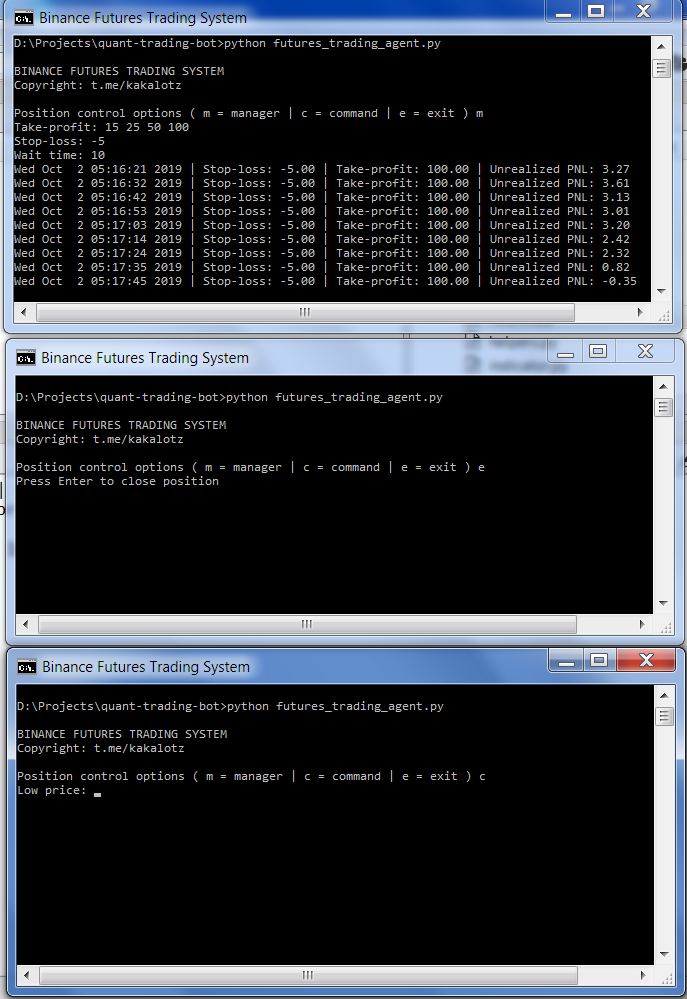 Binance Futures Trading System
D:\Projects\quant-trading-bot>python futures_trading_agent.py
BINANCE FUTURES TRADING SYSTEM
Copyright: t.me/kakalotz
Position control options ( m = manager | c = command | e = exit ) m
Take-profit: 15 25 50 100
Stop-loss: -5
Wait time: 10
Wed Oct  2 05:16:21 2019 | Stop-loss: -5.00 | Take-profit: 100.00 | Unrealized PNL: 3.27
Wed Oct  2 05:16:32 2019 | Stop-loss: -5.00 | Take-profit: 100.00 | Unrealized PNL: 3.61
Wed Oct  2 05:16:42 2019 | Stop-loss: -5.00 | Take-profit: 100.00 | Unrealized PNL: 3.13
Wed Oct  2 05:16:53 2019 | Stop-loss: -5.00 | Take-profit: 100.00 | Unrealized PNL: 3.01
Wed Oct  2 05:17:03 2019 | Stop-loss: -5.00 | Take-profit: 100.00 | Unrealized PNL: 3.20
Wed Oct  2 05:17:14 2019 | Stop-loss: -5.00 | Take-profit: 100.00 | Unrealized PNL: 2.42
Wed Oct  2 05:17:24 2019 | Stop-loss: -5.00 | Take-profit: 100.00 | Unrealized PNL: 2.32
Wed Oct  2 05:17:35 2019 | Stop-loss: -5.00 | Take-profit: 100.00 | Unrealized PNL: 0.82
Wed Oct  2 05:17:45 2019 | Stop-loss: -5.00 | Take-profit: 100.00 | Unrealized PNL: -0.35
Binance Futures Trading System
D:\Projects\quant-trading-bot>python futures_trading_agent.py
BINANCE FUTURES TRADING SYSTEM
Copyright: t.me/kakalotz
Position control options ( m = manager | c = command | e = exit ) e
Press Enter to close position
Binance Futures Trading System
D:\Projects\quant-trading-bot>python futures_trading_agent.py
BINANCE FUTURES TRADING SYSTEM
Copyright: t.me/kakalotz
Position control options ( m = manager | c = command | e = exit ) c
Low price: